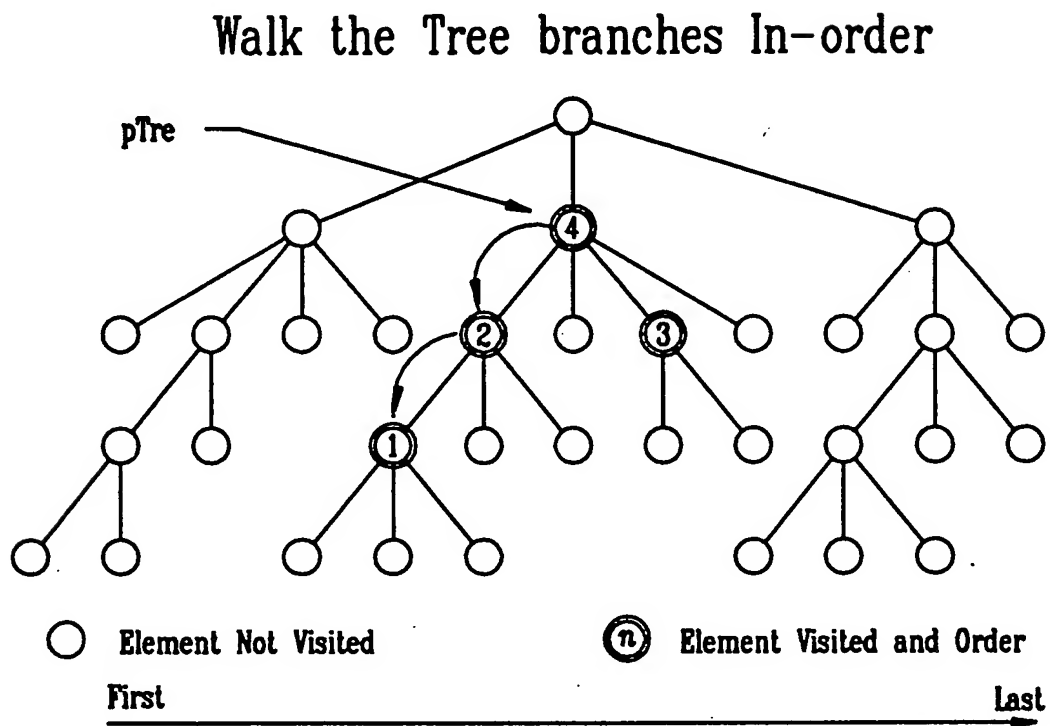 Walk the Tree branches In-order
pTre
4
2
3
1
Element Not Visited
n Element Visited and Order
First
Last